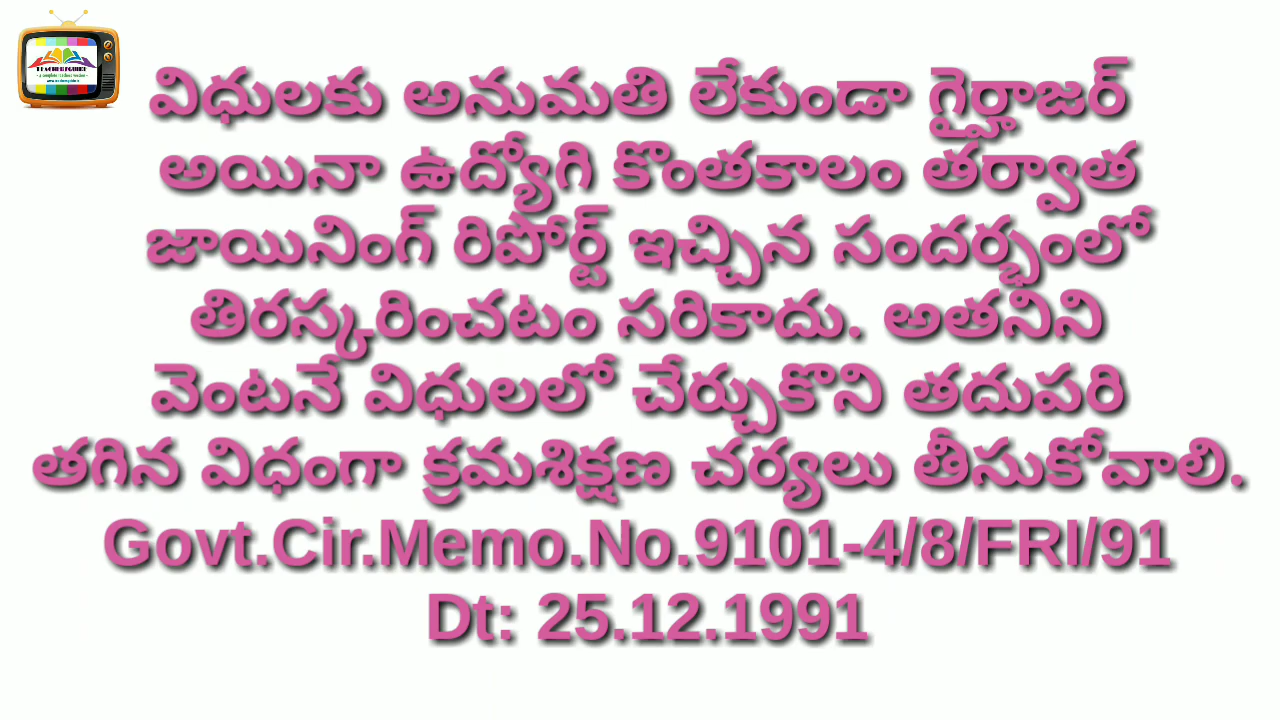 విధులకు అనుమతి లేకుండా గైర్హాజర్
అయినా ఉద్యోగి కొంతకాలం తర్వాత
జాయినింగ్ రిపోర్ట్ ఇచ్చిన సందర్భంలో
తిరస్కరించటం సరికాదు. అతనిని
వెంటనే విధులలో చేర్చుకొని తదుపరి
తగిన విధంగా క్రమశిక్షణ చర్యలు తీసుకోవాలి.
Govt.Cir.Memo.No.9101-4/8/FRI/91
Dt: 25.12.1991